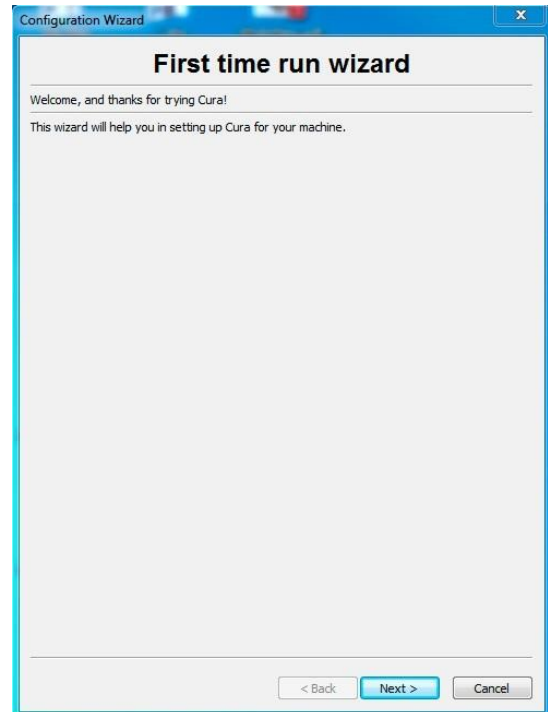 Configuration Wizard
x
First time run wizard
Welcome, and thanks for trying Cura!
This wizard will help you in setting up Cura for your machine.
< Back
Next >
Cancel